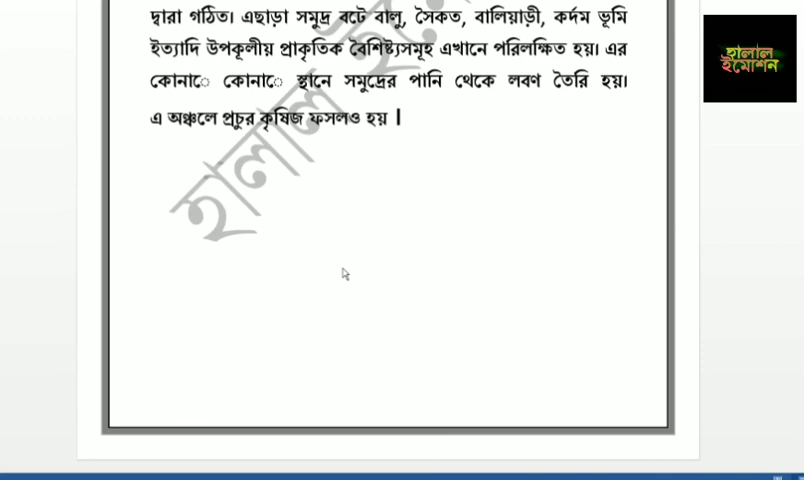 দ্বারা গঠিত। এছাড়া সমুদ্র বটে বালু, সৈকত, বালিয়াড়ী, কর্দম ভূমি
ইত্যাদি উপকূলীয় প্রাকৃতিক বৈশিষ্ট্যসমূহ এখানে পরিলক্ষিত হয়। এর
কোনাে কোনাে স্থানে সমুদ্রের পানি থেকে লবণ তৈরি হয়।
এ অঞ্চলে প্রচুর কৃষিজ ফসলও হয় |
হালাল ই
হালাল
ইমোশন